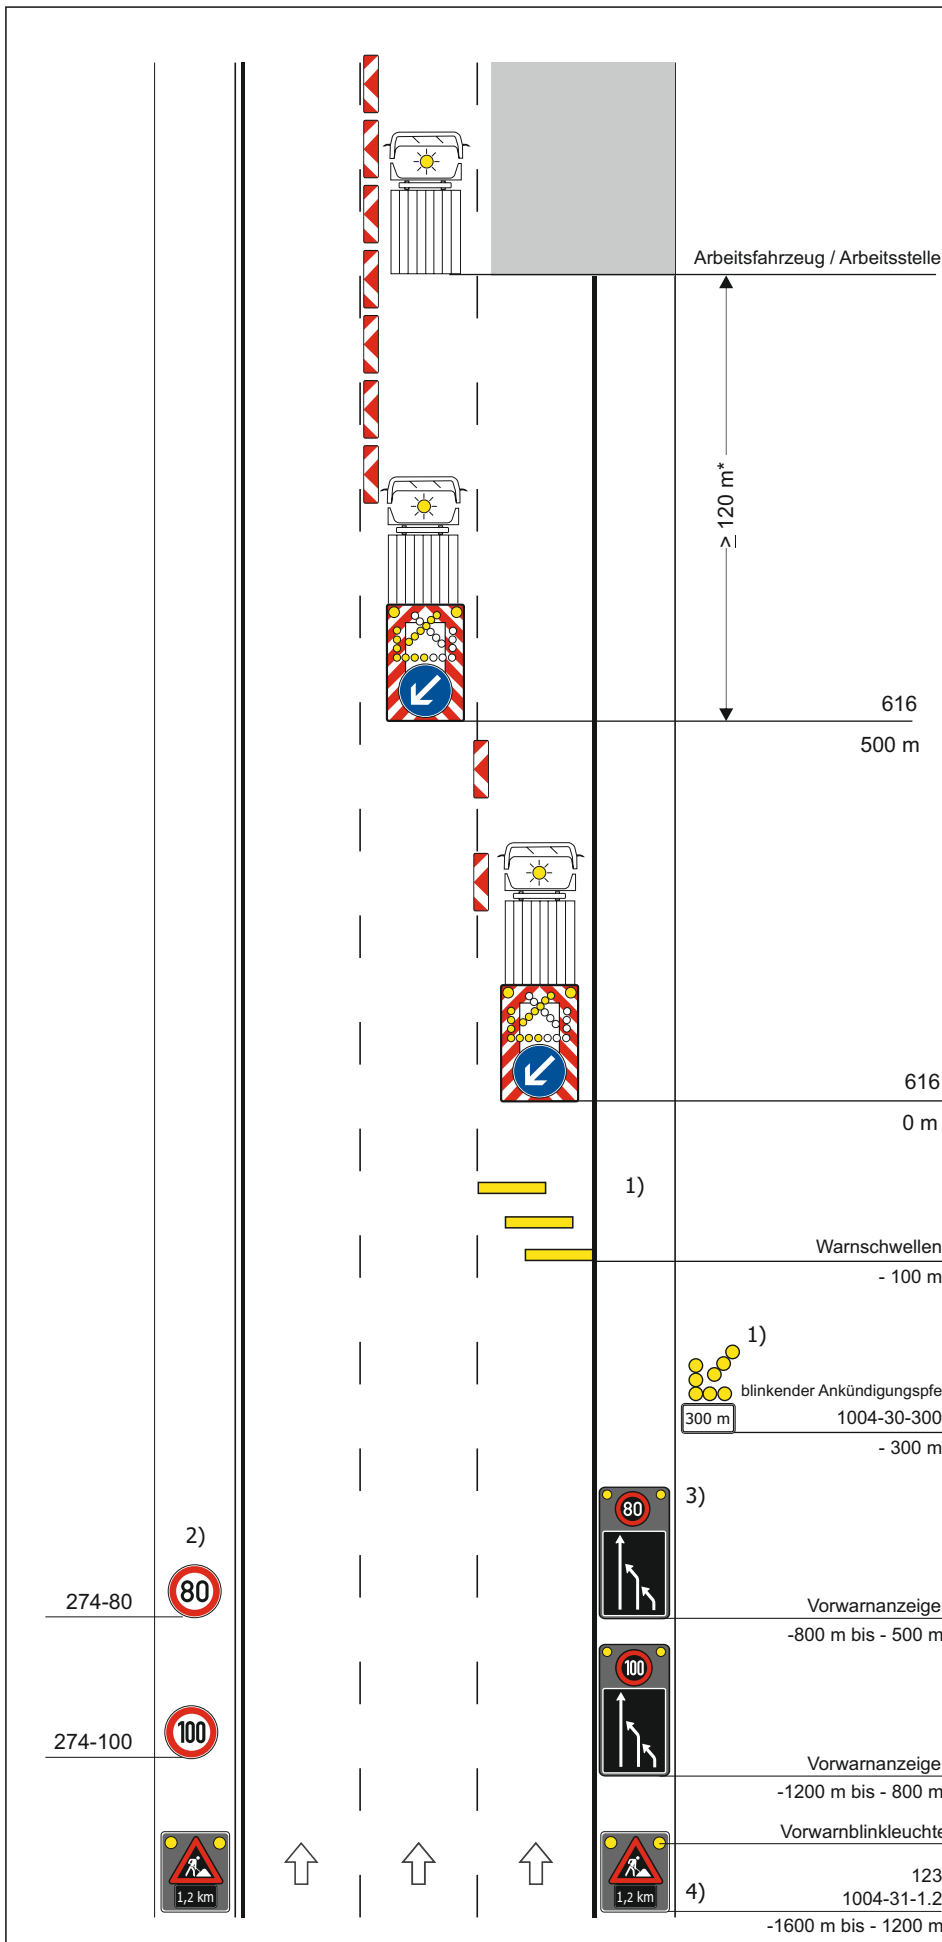 Arbeitsfahrzeug / Arbeitsstelle
≥ 120 m*
616
500 m
616
0 m
1)
Warnschwellen
- 100 m
1)
blinkender Ankündigungspfe
300 m
1004-30-300
- 300 m
80
3)
2)
80
274-80
Vorwarnanzeige
-800 m bis - 500 m
100
100
274-100
Vorwarnanzeige
-1200 m bis - 800 m
Vorwarnblinkleuchte
123
1,2 km
1,2 km
4)
1004-31-1.2
-1600 m bis - 1200 m